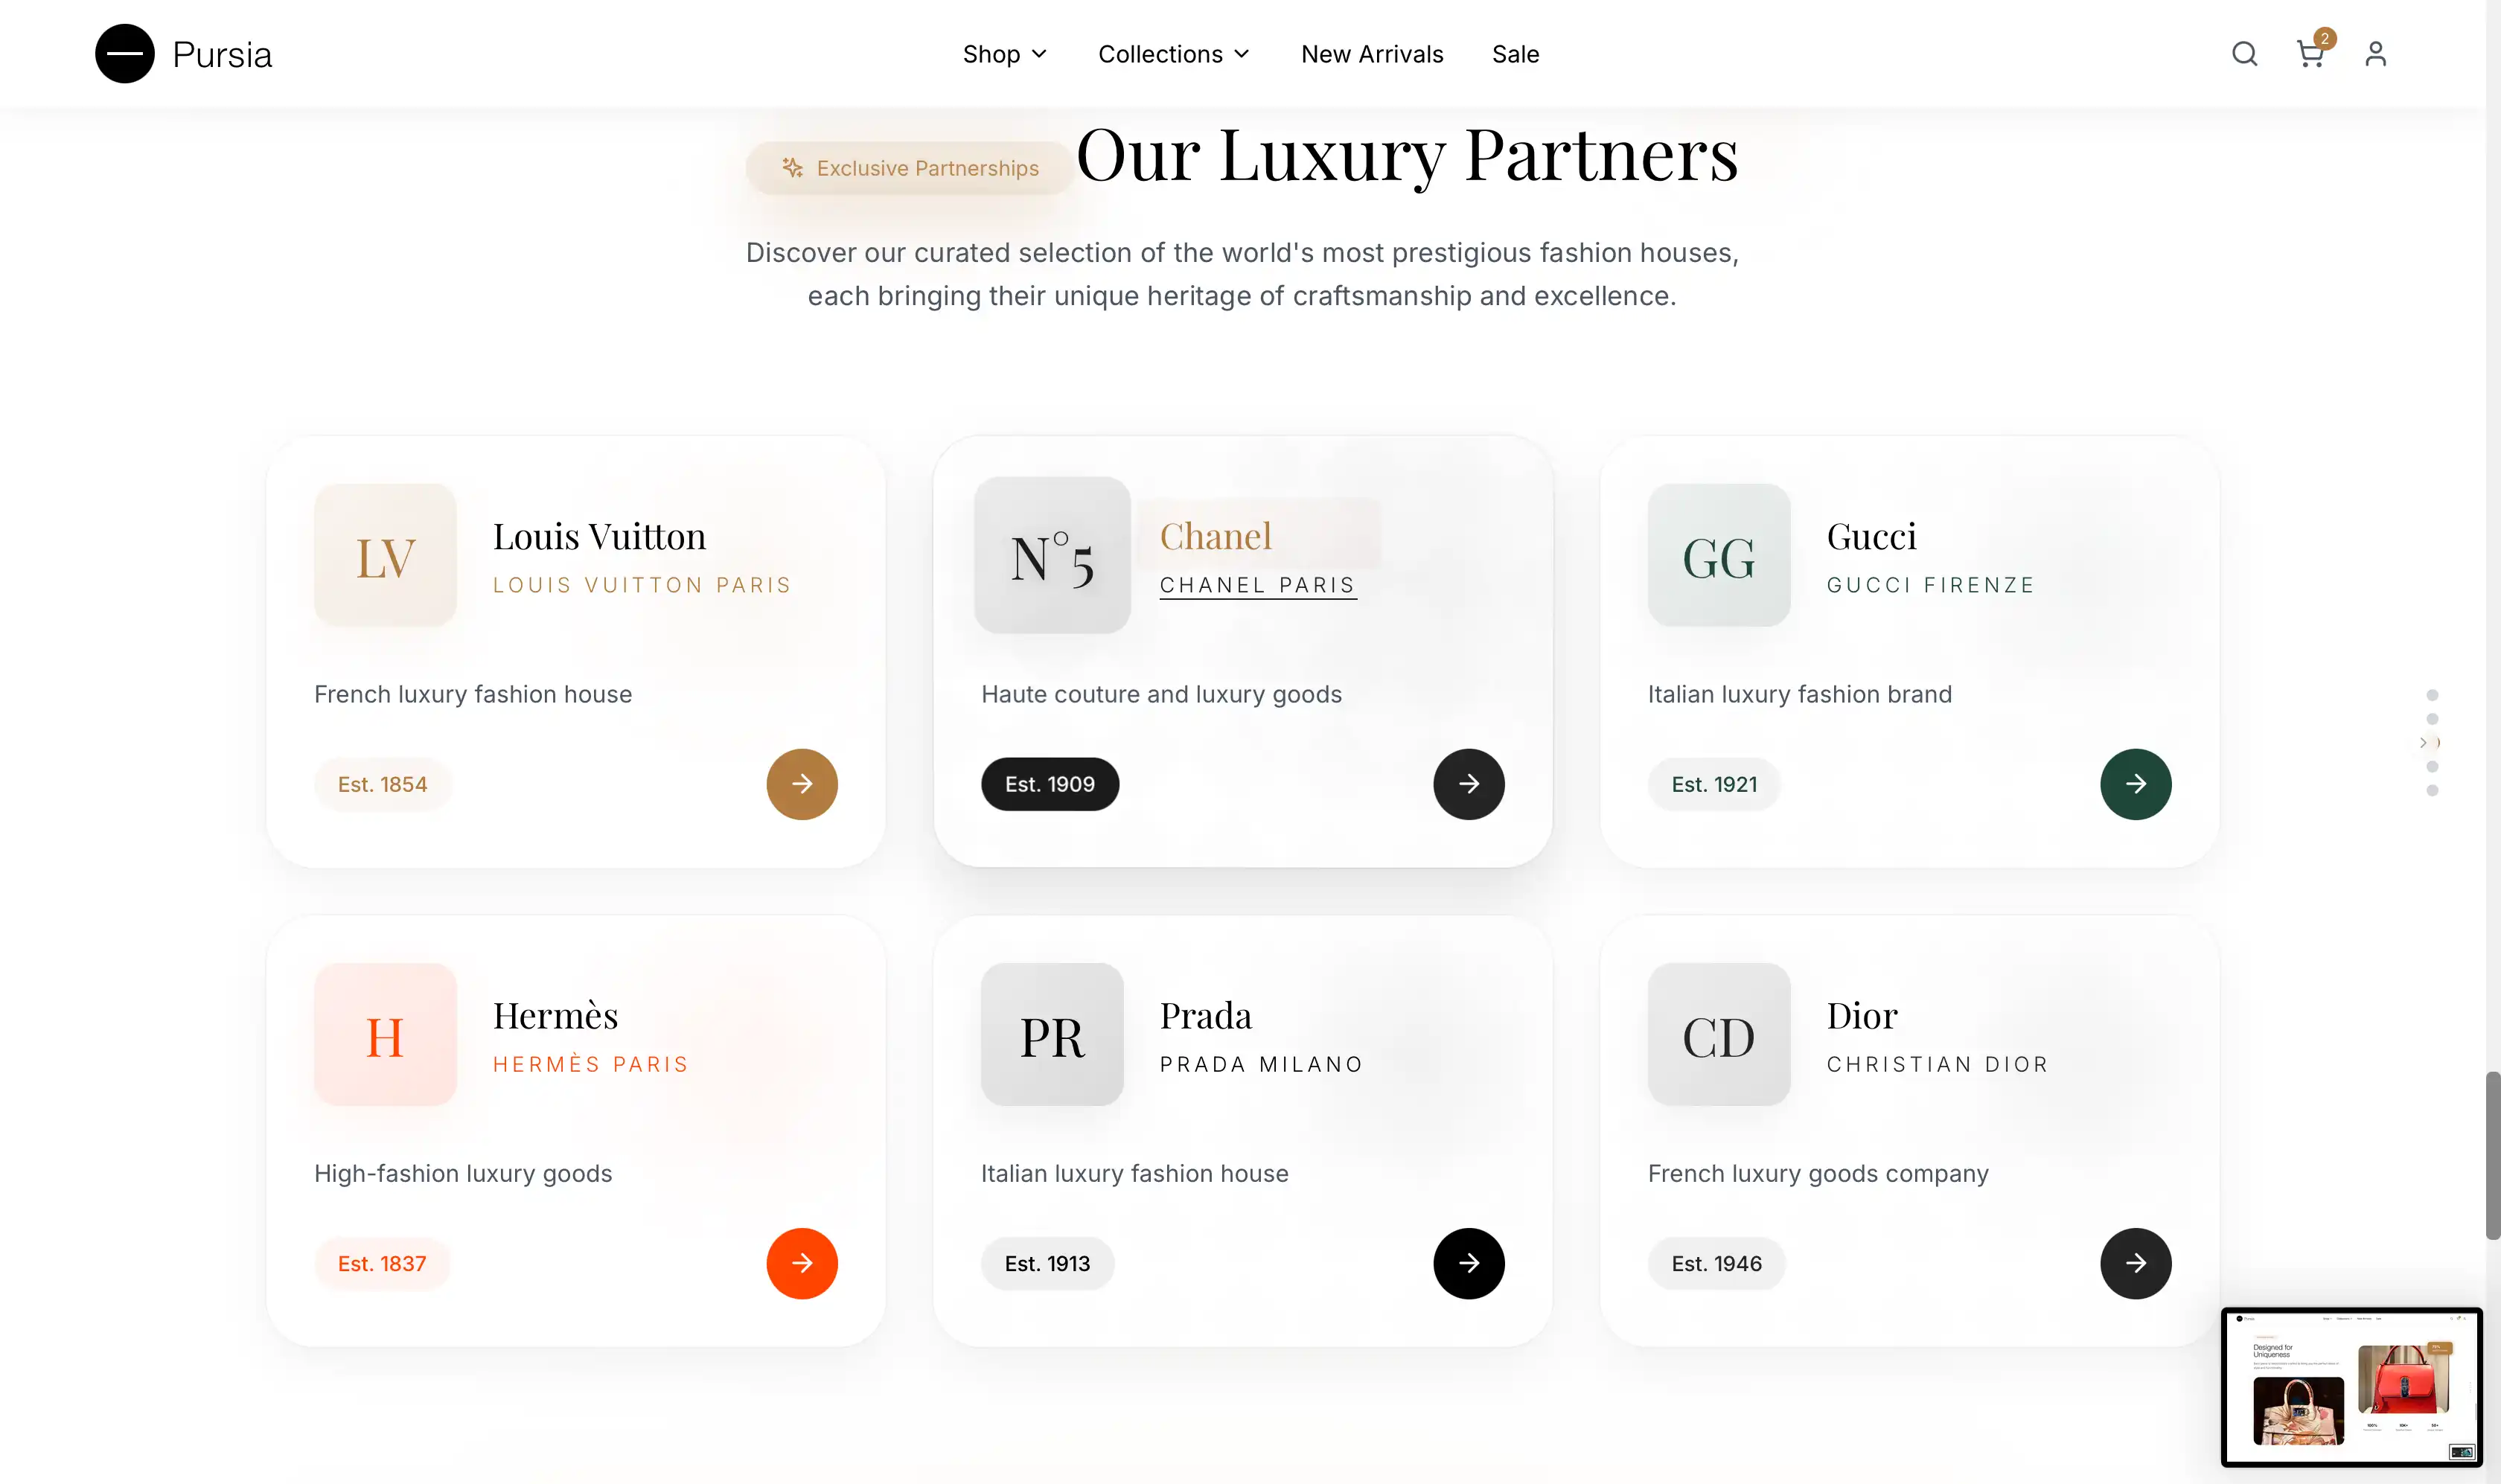 Pursia
Shop
Collections
New Arrivals
Sale
2
Exclusive Partnerships
Our Luxury Partners
Discover our curated selection of the world's most prestigious fashion houses,
each bringing their unique heritage of craftsmanship and excellence.
LV
Louis Vuitton
LOUIS VUITTON PARIS
French luxury fashion house
Est. 1854
N°5
Chanel
CHANEL PARIS
Haute couture and luxury goods
Est. 1909
GG
Gucci
GUCCI FIRENZE
Italian luxury fashion brand
Est. 1921
H
Hermès
HERMÈS PARIS
High-fashion luxury goods
Est. 1837
PR
Prada
PRADA MILANO
Italian luxury fashion house
Est. 1913
CD
Dior
CHRISTIAN DIOR
French luxury goods company
Est. 1946
Designed for
Uniqueness